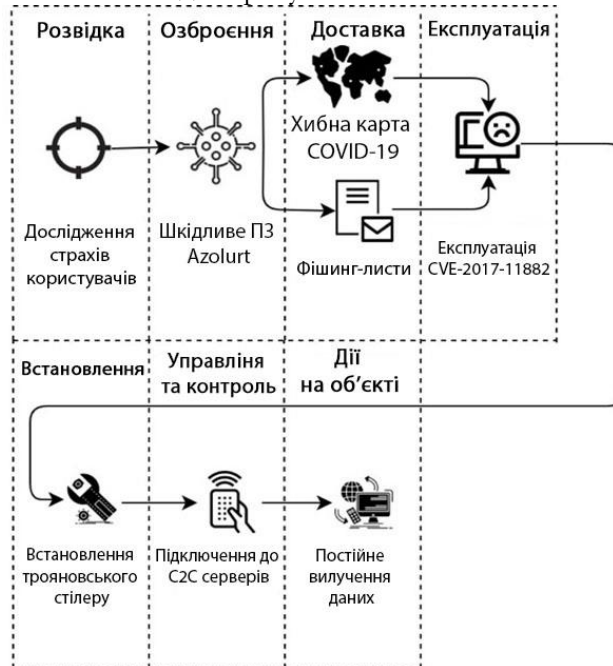 Розвідка
Озброєння
Доставка
Експлуатація
Хибна карта
COVID-19
Дослідження
страхів
користувачів
Шкідливе ПЗ
Azolurt
Фішинг-листи
Експлуатація
CVE-2017-11882
Встановлення
Управліня
та контроль
Дії
на об’єкті
Встановлення
трояновського
стілеру
Підключення до
C2C серверів
Постійне
вилучення
даних